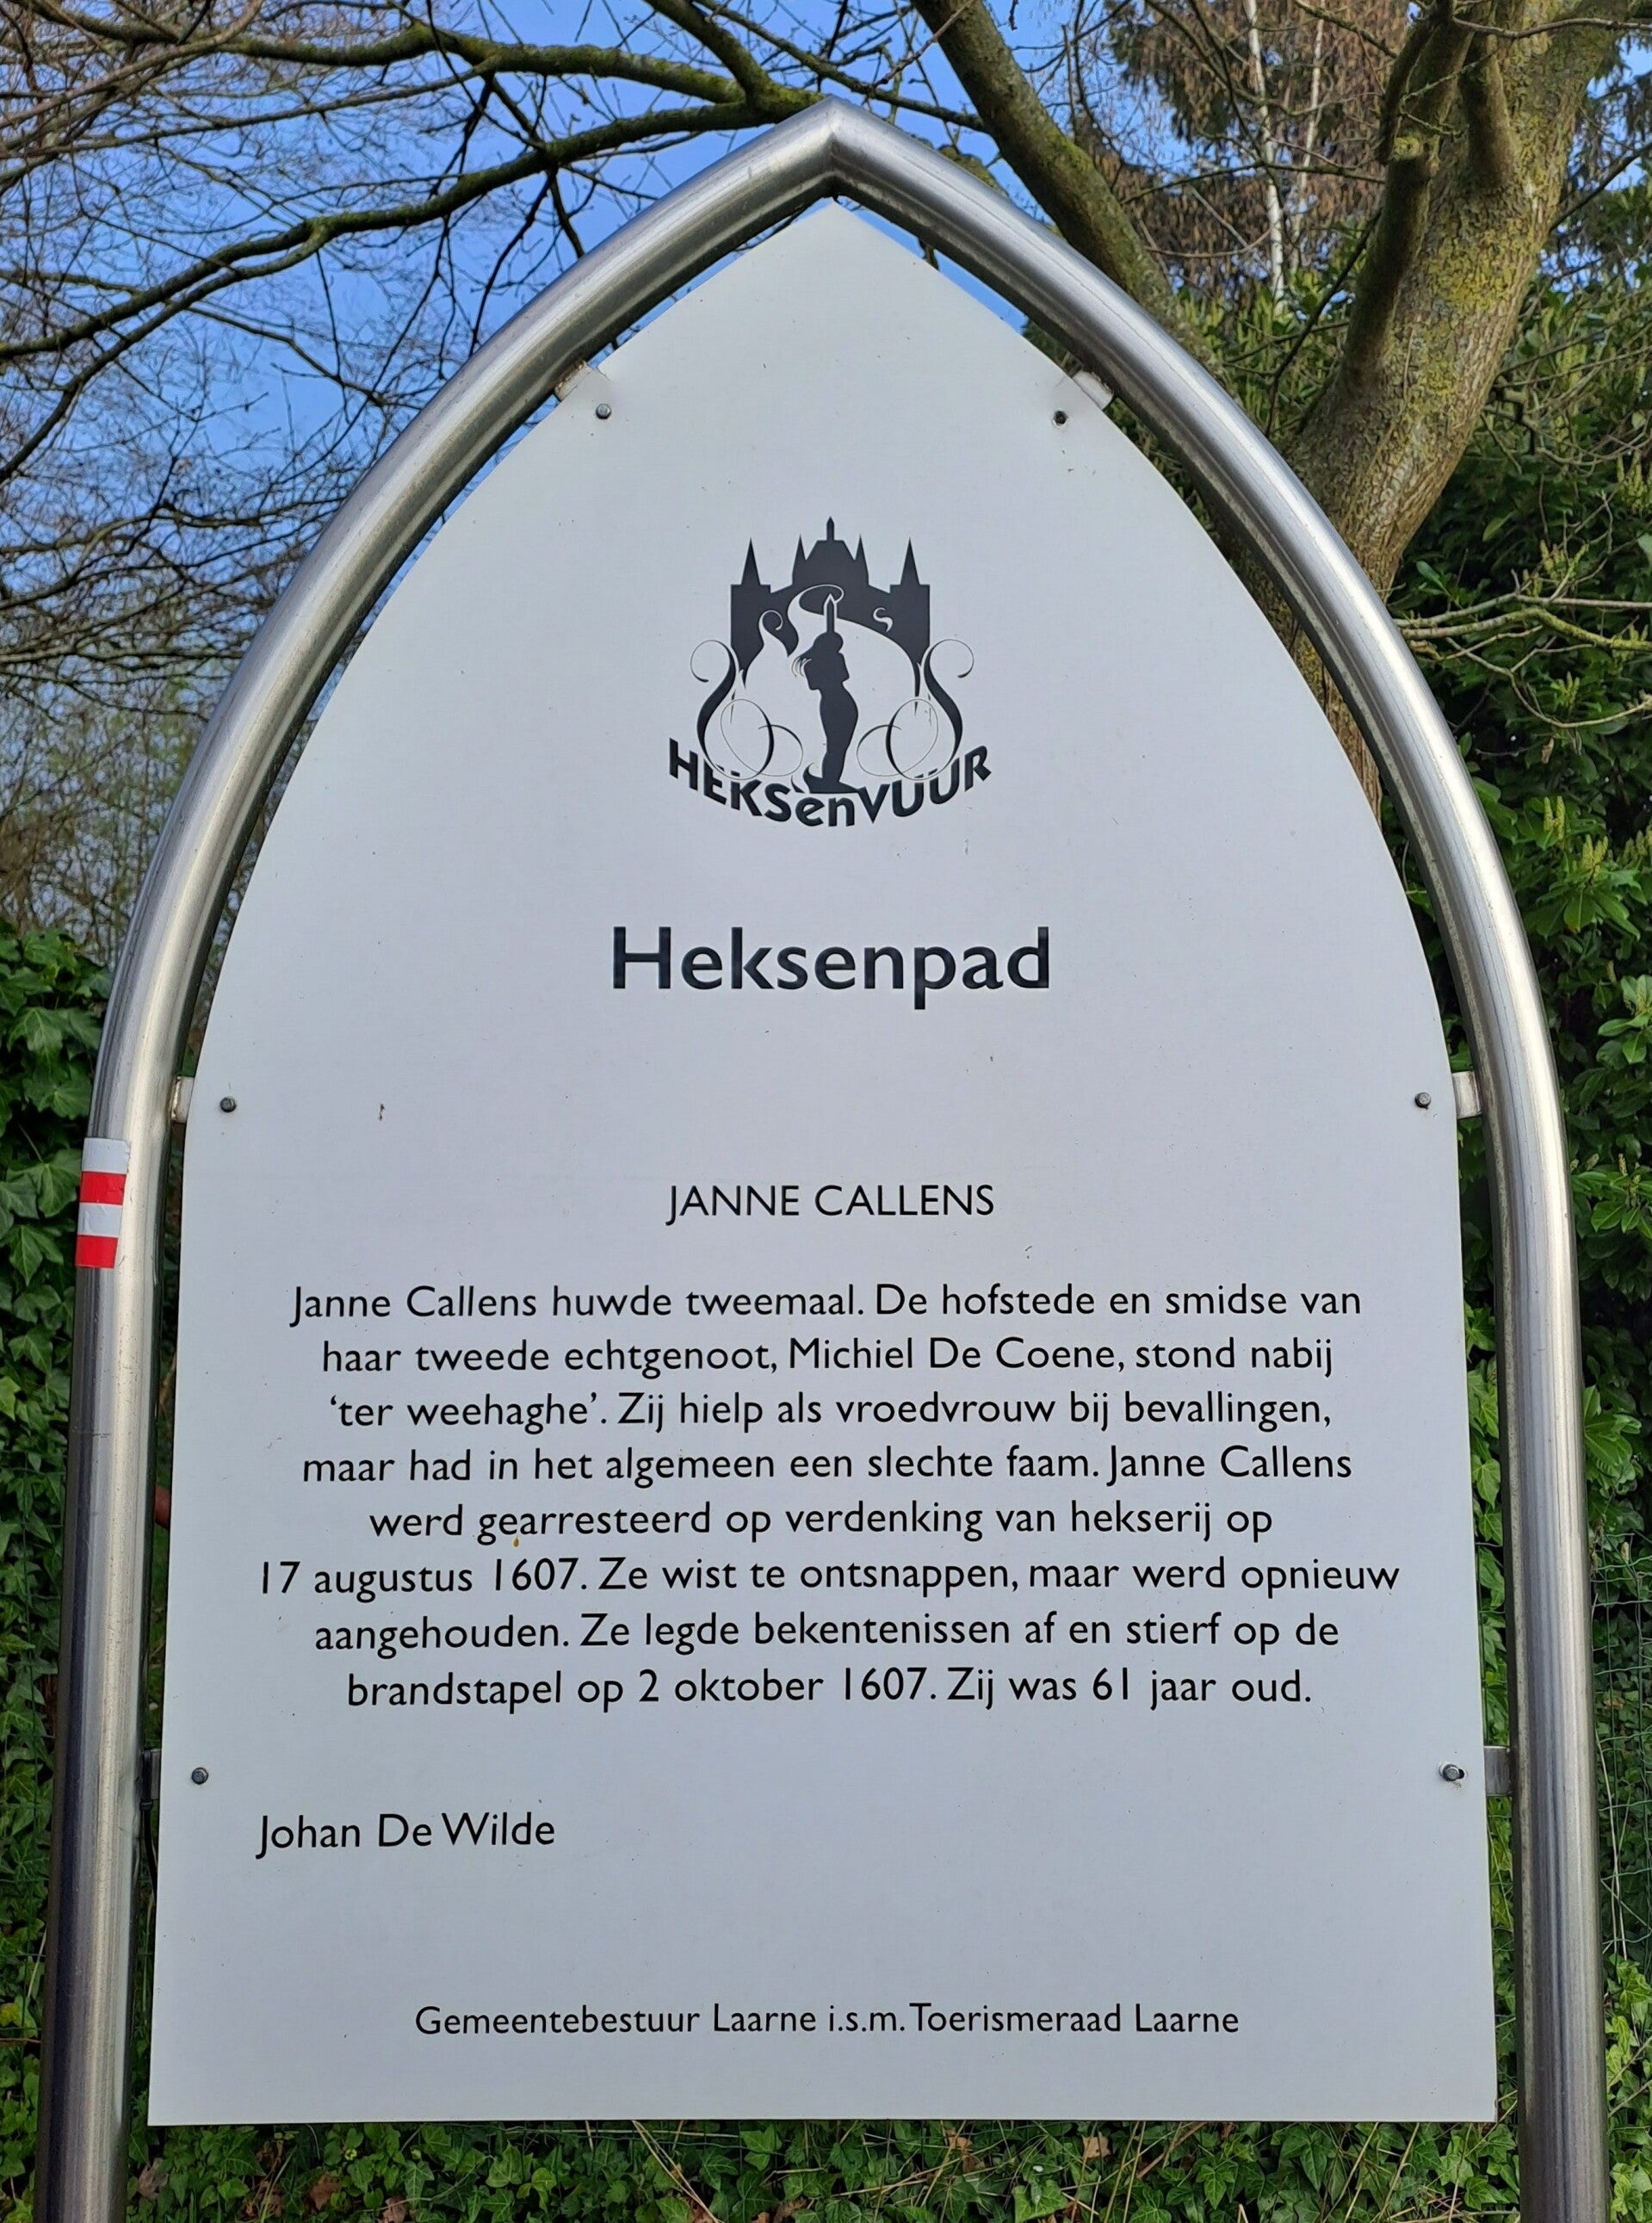 HEKSenVUUR
Heksenpad
JANNE CALLENS
Janne Callens huwde tweemaal. De hofstede en smidse van
haar tweede echtgenoot, Michiel De Coene, stond nabij
‘ter weehaghe’. Zij hielp als vroedvrouw bij bevallingen,
maar had in het algemeen een slechte faam. Janne Callens
werd gearresteerd op verdenking van hekserij op
17 augustus 1607. Ze wist te ontsnappen, maar werd opnieuw
aangehouden. Ze legde bekentenissen af en stierf op de
brandstapel op 2 oktober 1607. Zij was 61 jaar oud.
Johan De Wilde
Gemeentebestuur Laarne i.s.m. Toerismeraad Laarne